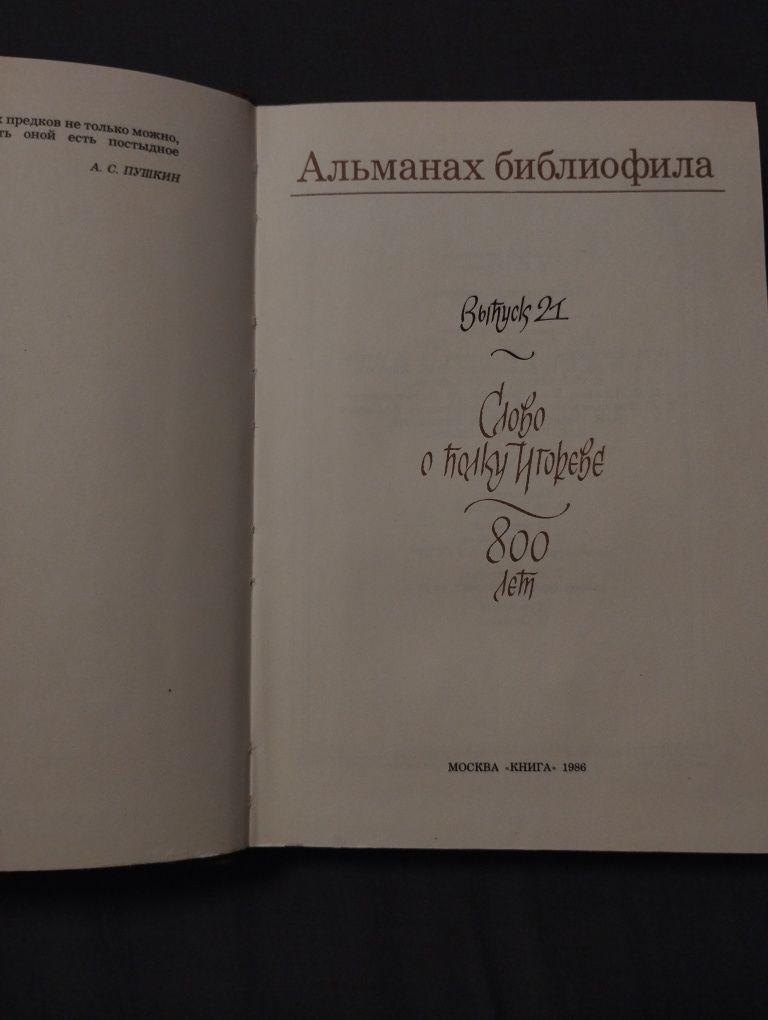 предков не только можно,
оной есть постыдное
А. С. ПУШКИН
Альманах библиофила
Выпуск 21
Слово
о полку Игореве
800
лет
МОСКВА «КНИГА» 1986